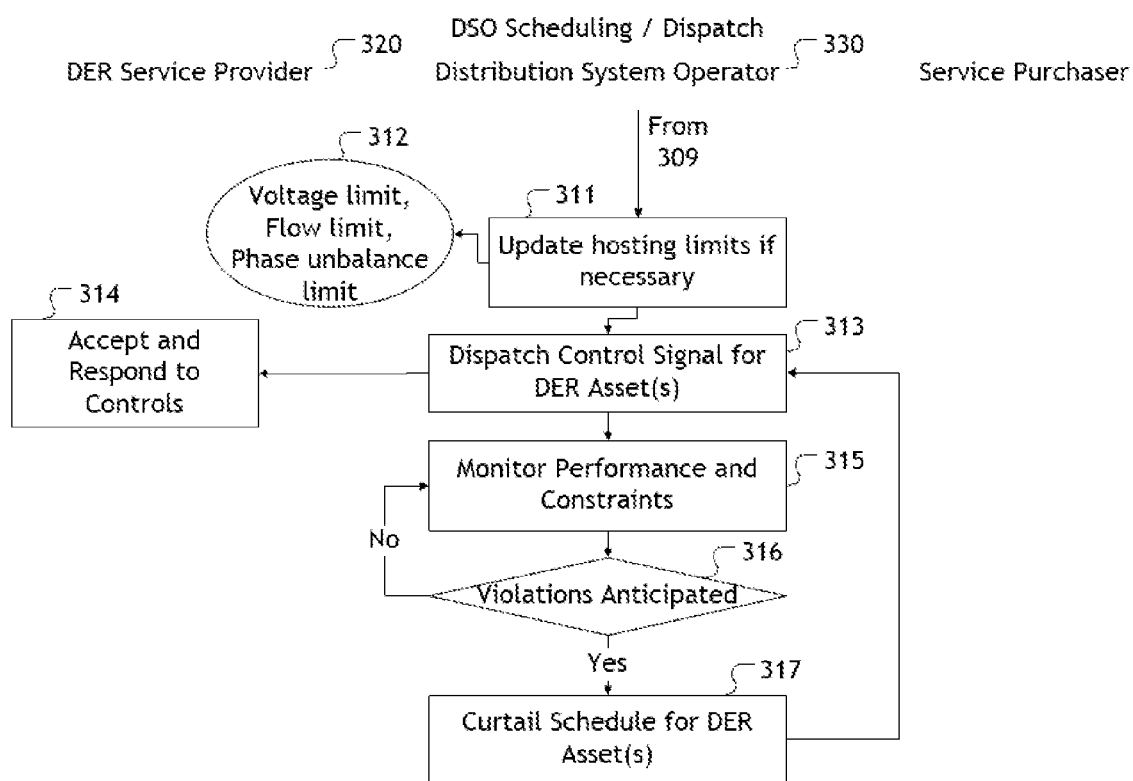 DSO Scheduling / Dispatch
320
330
DER Service Provider
Distribution System Operator
Service Purchaser
From
309
312
Voltage limit,
Flow limit,
Phase unbalance
limit
311
Update hosting limits if
necessary
314
Accept and
Respond to
Controls
313
Dispatch Control Signal for
DER Asset(s)
315
Monitor Performance and
Constraints
No
316
Violations Anticipated
Yes
317
Curtail Schedule for DER
Asset(s)